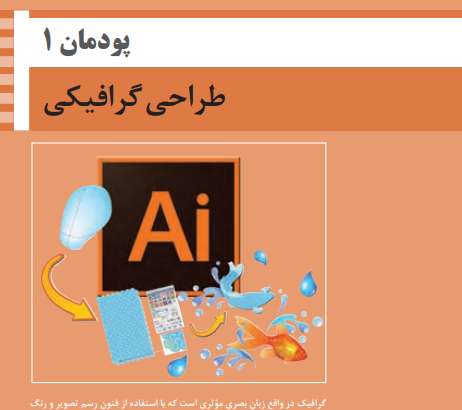 پودمان ۱
طراحی گرافیکی
Ai
گرافیک در واقع زبان بصری مؤثری است که با استفاده از فنون رسم تصویر و رنگ